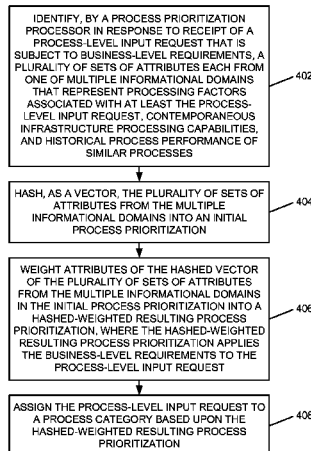 IDENTIFY, BY A PROCESS PRIORITIZATION
PROCESSOR IN RESPONSE TO RECEIPT OF A
PROCESS-LEVEL INPUT REQUEST THAT IS
SUBJECT TO BUSINESS-LEVEL REQUIREMENTS, A
PLURALITY OF SETS OF ATTRIBUTES EACH FROM
ONE OF MULTIPLE INFORMATIONAL DOMAINS
THAT REPRESENT PROCESSING FACTORS
ASSOCIATED WITH AT LEAST THE PROCESS-
LEVEL INPUT REQUEST, CONTEMPORANEOUS
INFRASTRUCTURE PROCESSING CAPABILITIES,
AND HISTORICAL PROCESS PERFORMANCE OF
SIMILAR PROCESSES
402
HASH, AS A VECTOR, THE PLURALITY OF SETS OF
ATTRIBUTES FROM THE MULTIPLE
INFORMATIONAL DOMAINS INTO AN INITIAL
PROCESS PRIORITIZATION
404
WEIGHT ATTRIBUTES OF THE HASHED VECTOR
OF THE PLURALITY OF SETS OF ATTRIBUTES
FROM THE MULTIPLE INFORMATIONAL DOMAINS
IN THE INITIAL PROCESS PRIORITIZATION INTO A
HASHED-WEIGHTED RESULTING PROCESS
PRIORITIZATION, WHERE THE HASHED-WEIGHTED
RESULTING PROCESS PRIORITIZATION APPLIES
THE BUSINESS-LEVEL REQUIREMENTS TO THE
PROCESS-LEVEL INPUT REQUEST
406
ASSIGN THE PROCESS-LEVEL INPUT REQUEST TO
A PROCESS CATEGORY BASED UPON THE
HASHED-WEIGHTED RESULTING PROCESS
PRIORITIZATION
408